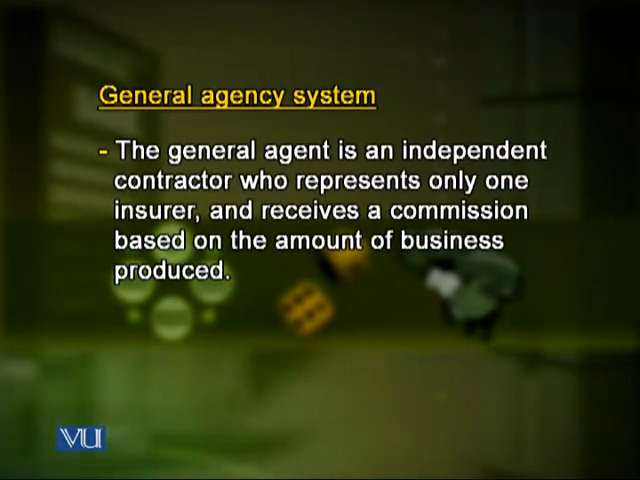 General agency system
- The general agent is an independent
contractor who represents only one
insurer, and receives a commission
based on the amount of business
produced.
VU